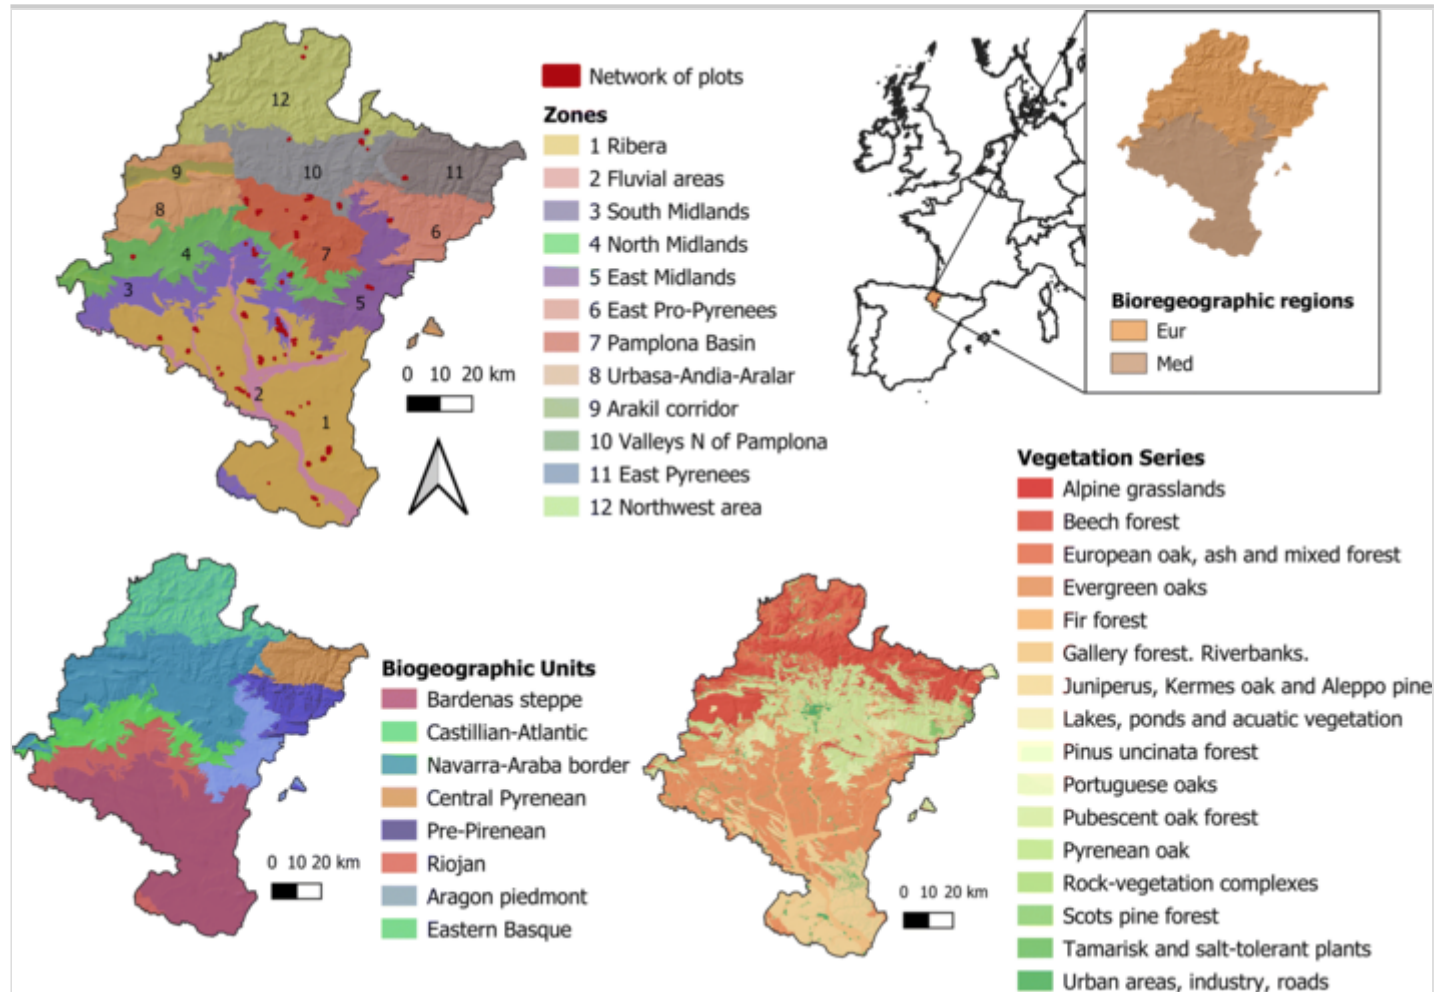 12
9
10
11
8
4
7
6
3
5
2
1
0 10 20 km
Network of plots
Zones
1 Ribera
2 Fluvial areas
3 South Midlands
4 North Midlands
5 East Midlands
6 East Pro-Pyrenees
7 Pamplona Basin
8 Urbasa-Andia-Aralar
9 Arakil corridor
10 Valleys N of Pamplona
11 East Pyrenees
12 Northwest area
Bioregeographic regions
Eur
Med
Biogeographic Units
Bardenas steppe
Castillian-Atlantic
Navarra-Araba border
Central Pyrenean
Pre-Pirenean
Riojan
Aragon piedmont
Eastern Basque
0 10 20 km
0 10 20 km
Vegetation Series
Alpine grasslands
Beech forest
European oak, ash and mixed forest
Evergreen oaks
Fir forest
Gallery forest. Riverbanks.
Juniperus, Kermes oak and Aleppo pine
Lakes, ponds and acuatic vegetation
Pinus uncinata forest
Portuguese oaks
Pubescent oak forest
Pyrenean oak
Rock-vegetation complexes
Scots pine forest
Tamarisk and salt-tolerant plants
Urban areas, industry, roads